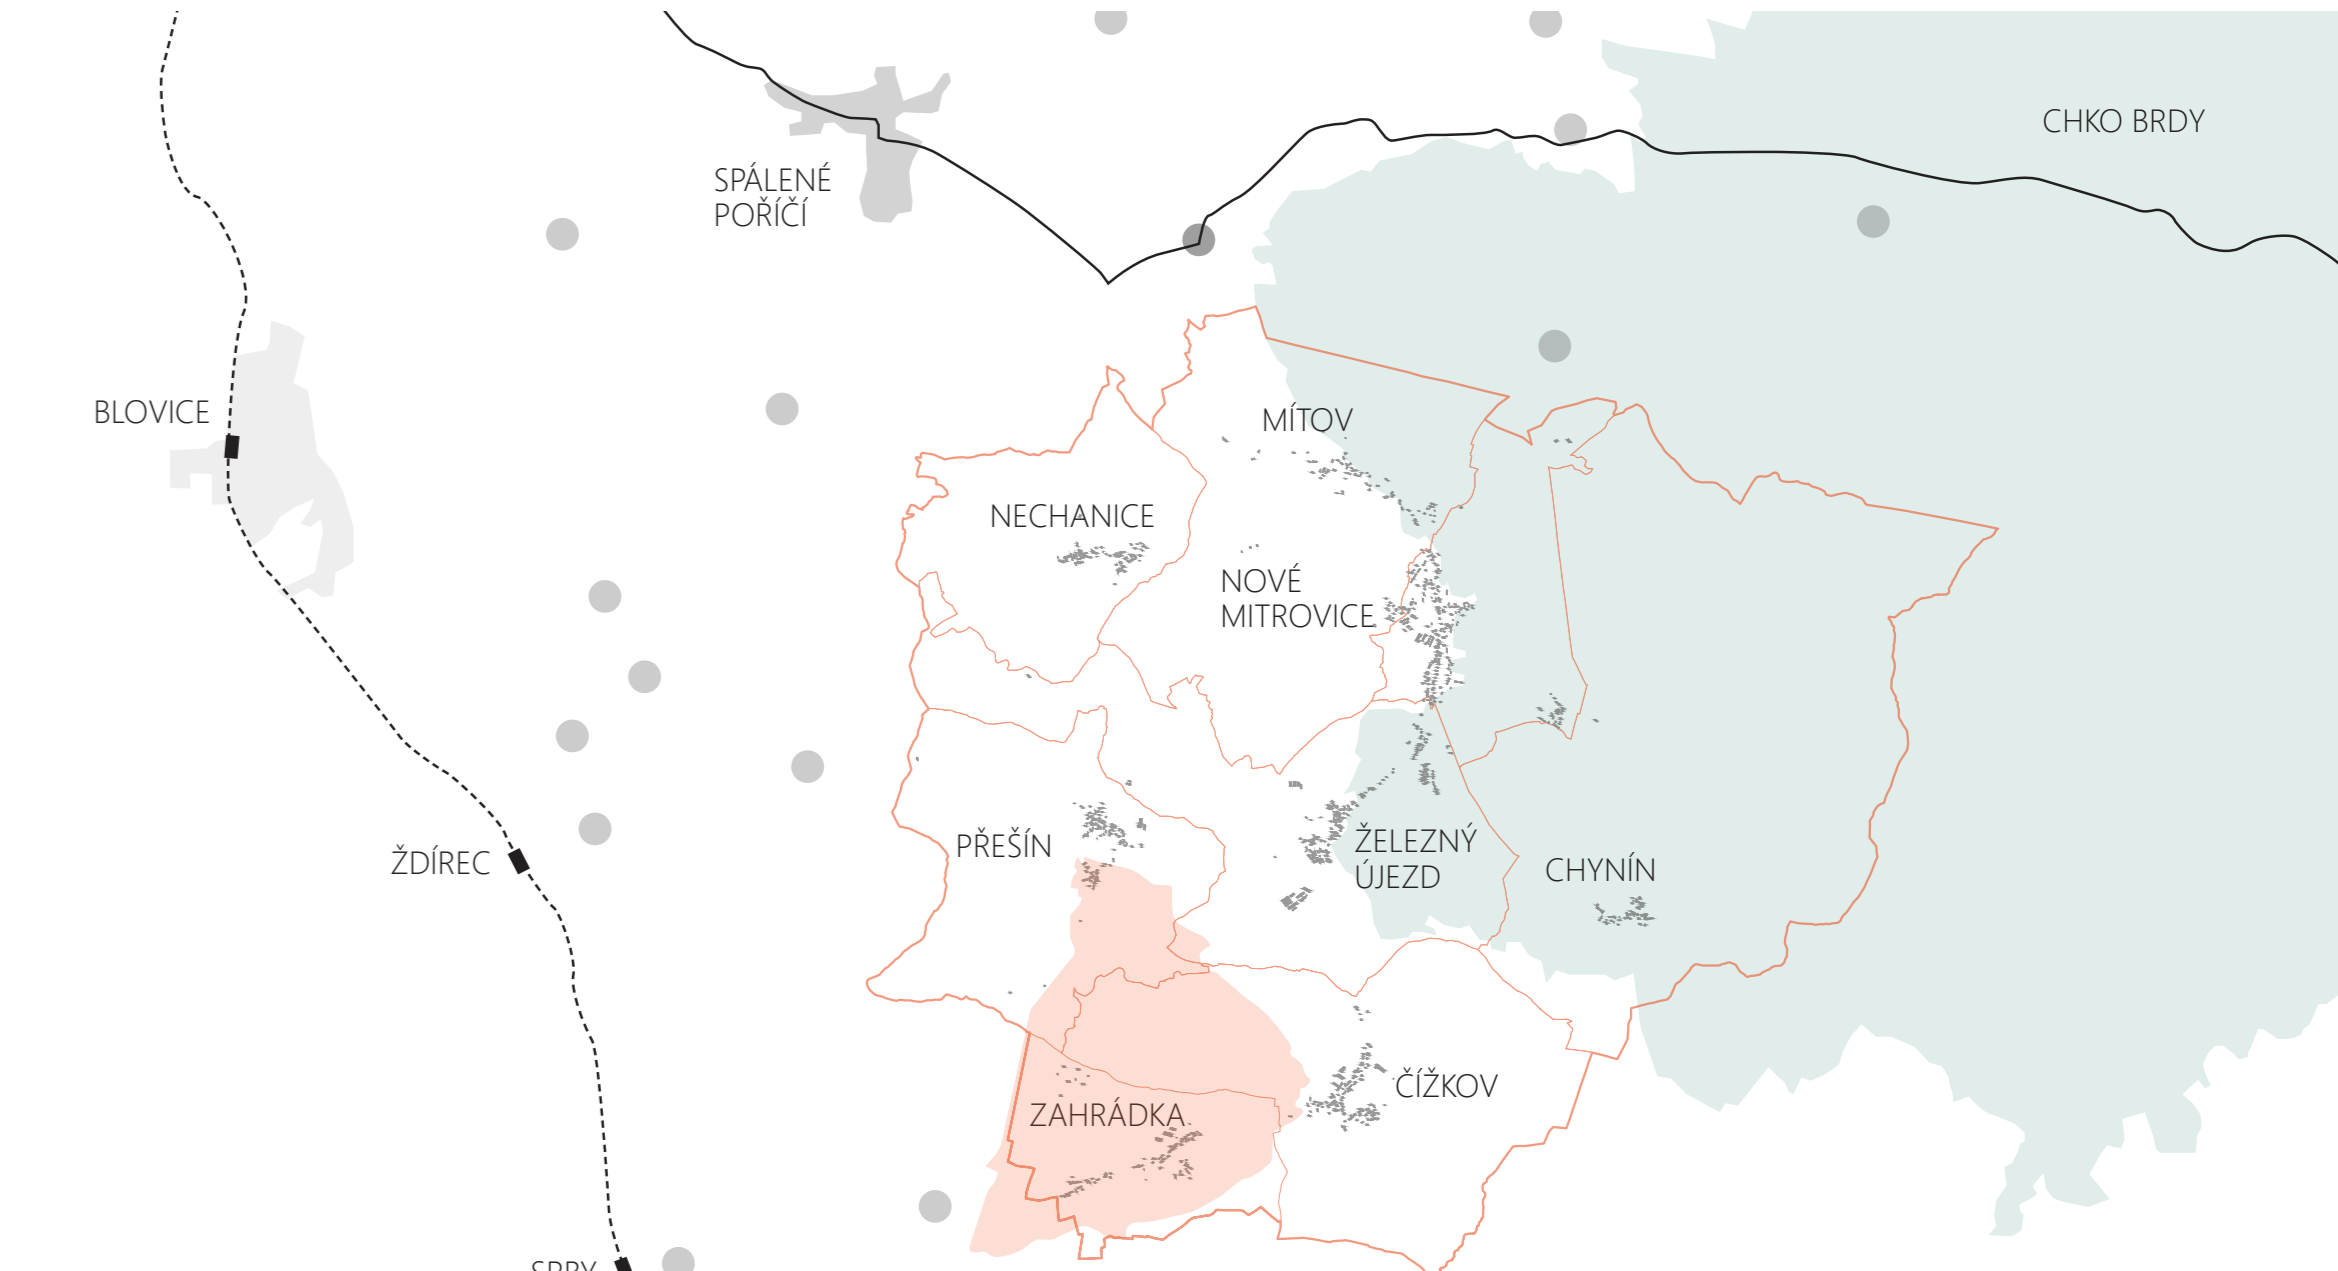 CHKO BRDY
SPÁLENÉ
POŘÍČÍ
BLOVICE
MÍTOV
NECHANICE
NOVÉ
MITROVICE
PŘEŠÍN
ŽELEZNÝ
ÚJEZD
ŽDÍREC
CHYNÍN
ČÍŽKOV
ZAHRÁDKA